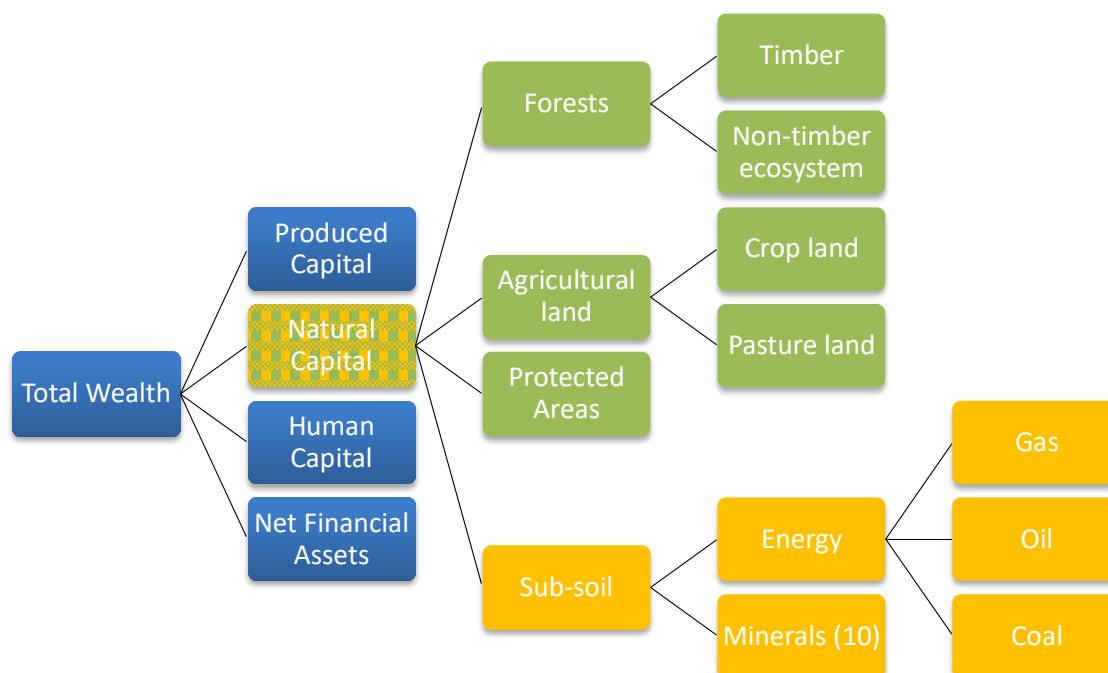 Total Wealth
Produced
Capital
Natural
Capital
Human
Capital
Net Financial
Assets
Forests
Agricultural
land
Protected
Areas
Sub-soil
Timber
Non-timber
ecosystem
Crop land
Pasture land
Energy
Minerals (10)
Gas
Oil
Coal